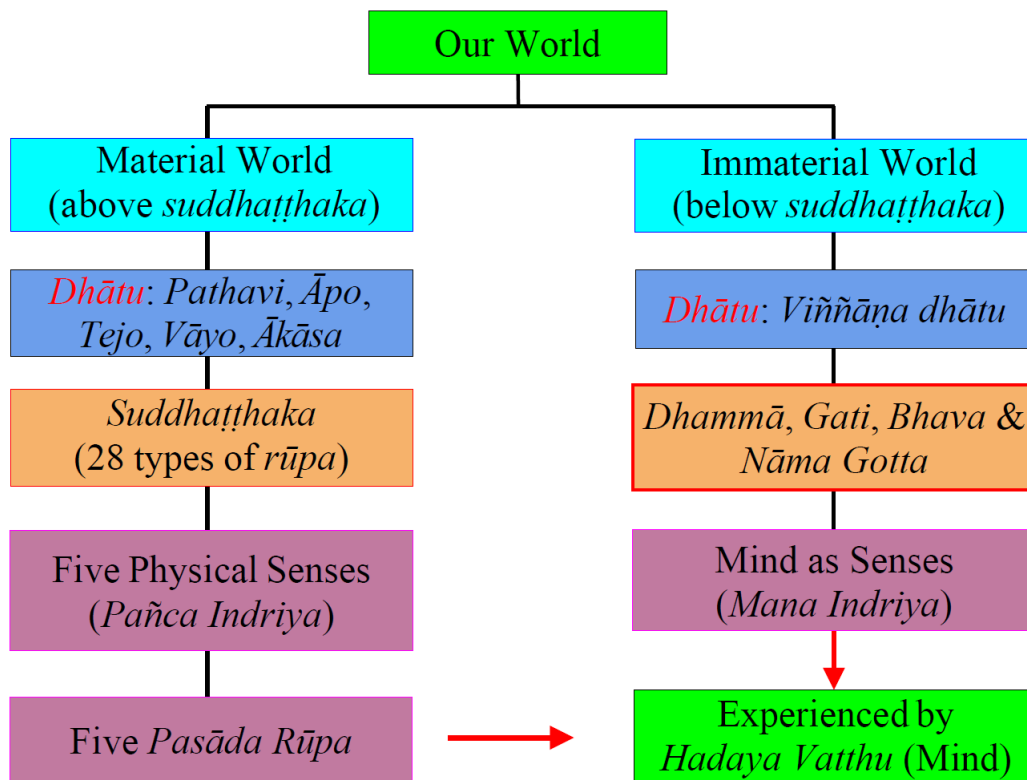 Our World
Material World
(above suddhaṭṭhaka)
Immaterial World
(below suddhaṭṭhaka)
Dhātu: Pathavi, Āpo,
Tejo, Vāyo, Ākāsa
Dhātu: Viññāṇa dhātu
Suddhaṭṭhaka
(28 types of rūpa)
Dhammā, Gati, Bhava &
Nāma Gotta
Five Physical Senses
(Pañca Indriya)
Mind as Senses
(Mana Indriya)
Five Pasāda Rūpa
Experienced by
Hadaya Vatthu (Mind)